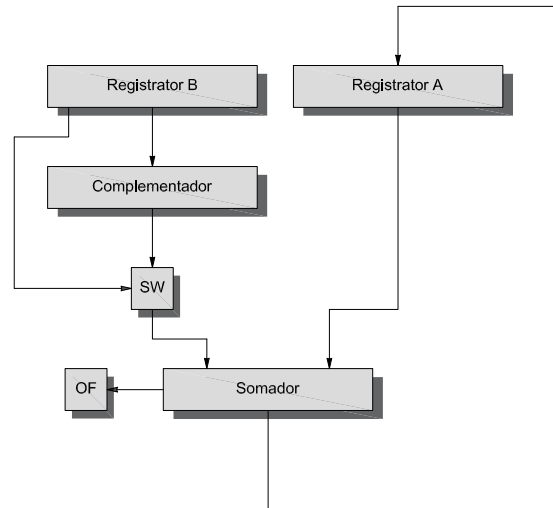 Registrator B
Registrator A
Complementador
SW
OF
Somador